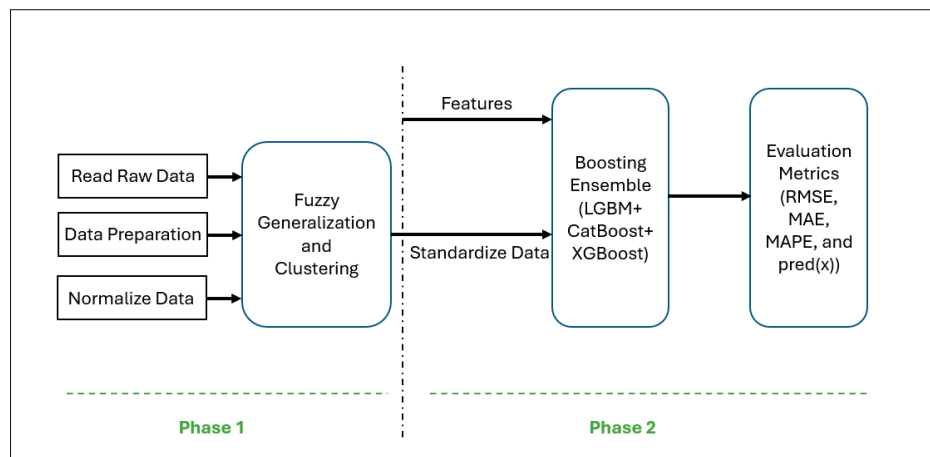 Read Raw Data
Data Preparation
Normalize Data
Fuzzy
Generalization
and
Clustering
Features
Standardize Data
Boosting
Ensemble
(LGBM+
CatBoost+
XGBoost)
Evaluation
Metrics
(RMSE,
MAE,
MAPE, and
pred(x))
Phase 1
Phase 2